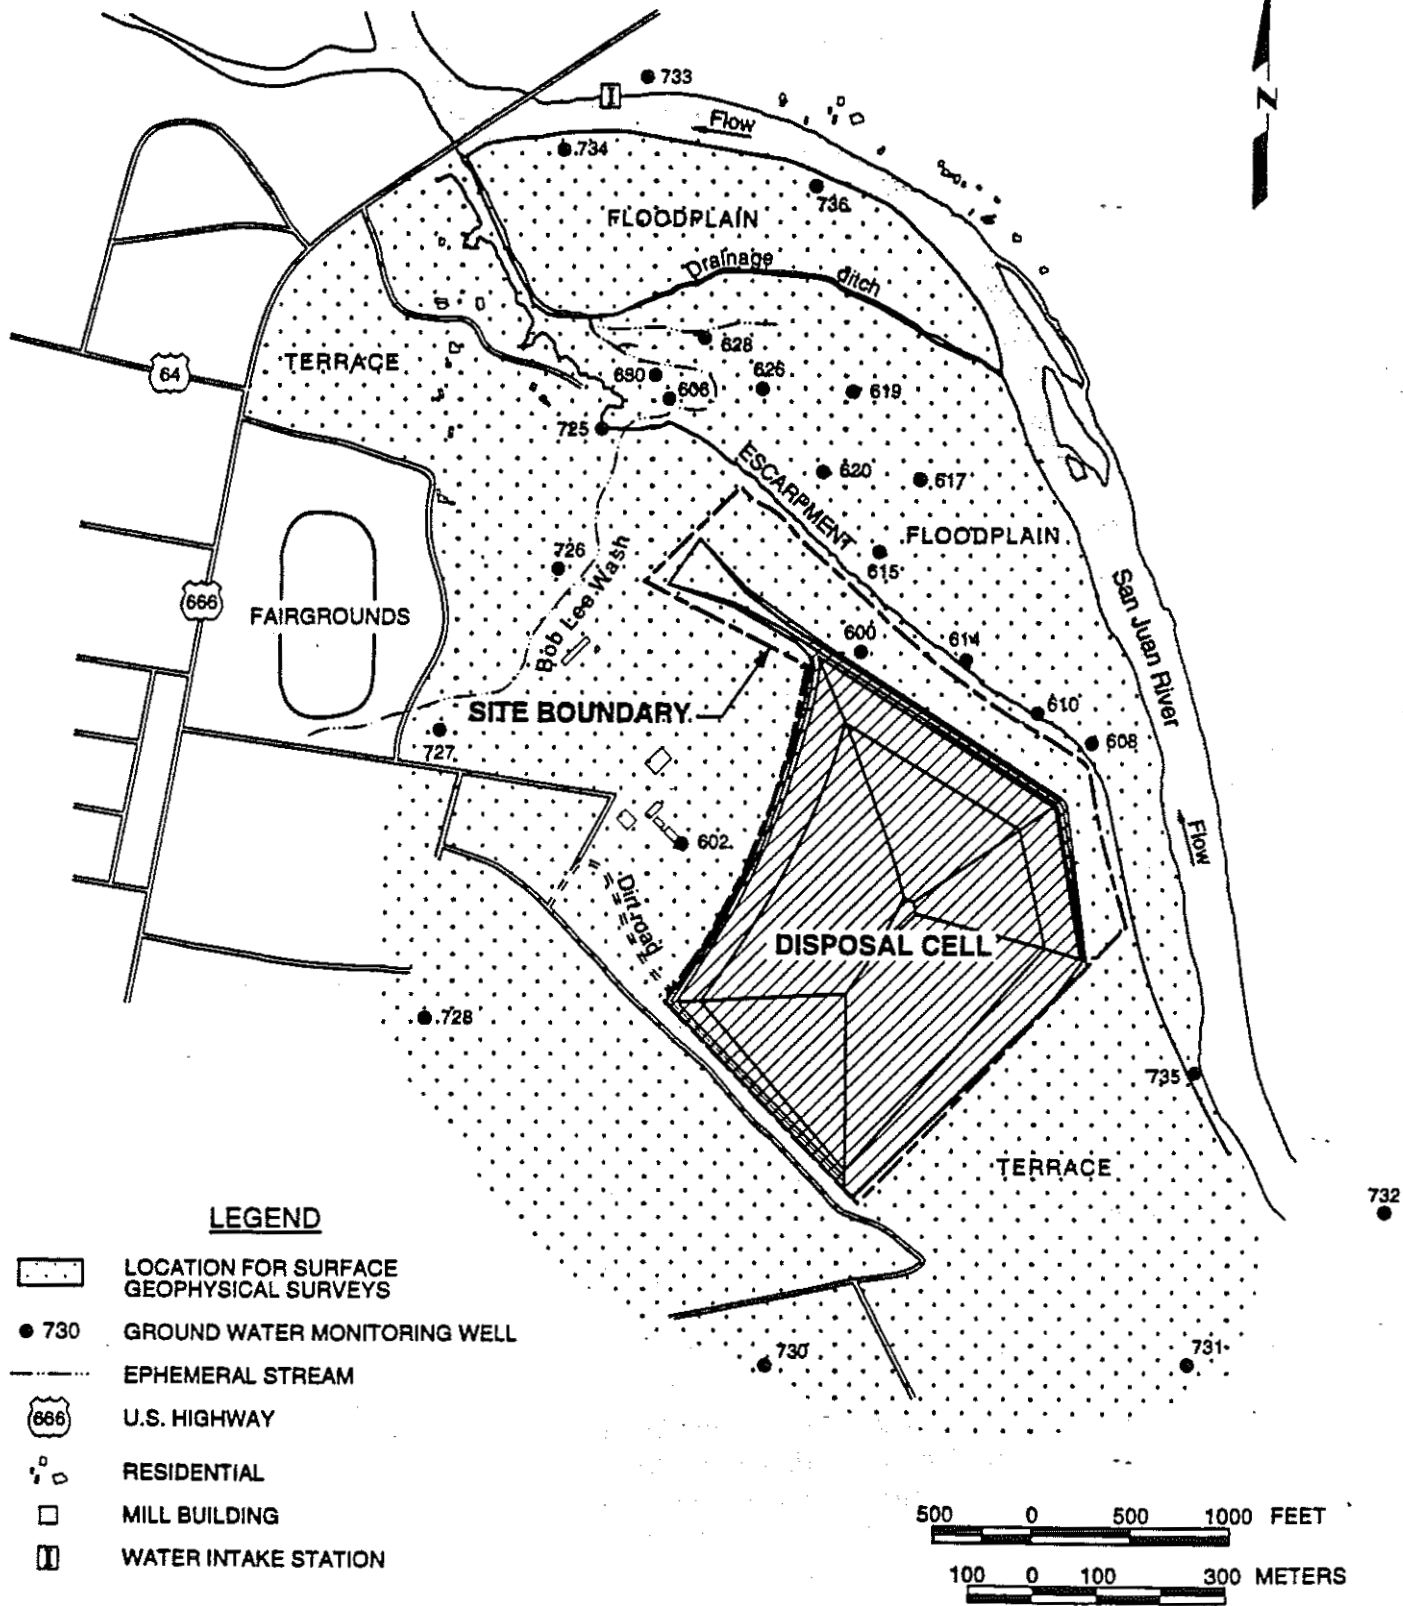 733
I
N
Flow
.734
736.
FLOODPLAIN
Drainage
ditch
628
TERRACE
64
630
626
606
619
725
ESCARPMENT
620
.617
.FLOODPLAIN
726
615
San Juan River
666
FAIRGROUNDS
Bob Lee Wash
600
614
SITE BOUNDARY
610
608
727.
Flow
602.
Dirt road
DISPOSAL CELL
.728
735
TERRACE
732
LEGEND
LOCATION FOR SURFACE
GEOPHYSICAL SURVEYS
730 GROUND WATER MONITORING WELL
EPHEMERAL STREAM
666 U.S. HIGHWAY
RESIDENTIAL
MILL BUILDING
I WATER INTAKE STATION
730
731
500 0 500 1000 FEET
100 0 100 300 METERS